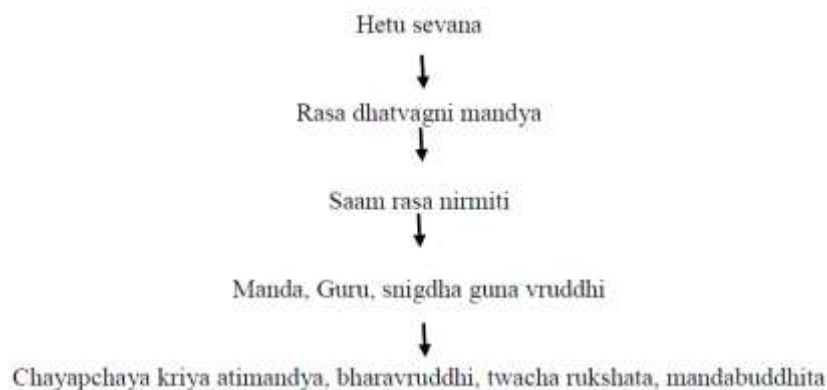 Hetu sevana
Rasa dhatvagni mandya
Saam rasa nirmiti
Manda, Guru, snigdha guna vruddhi
Chayapchaya kriya atimandya, bharavruddhi, twacha rukshata, mandabuddhita